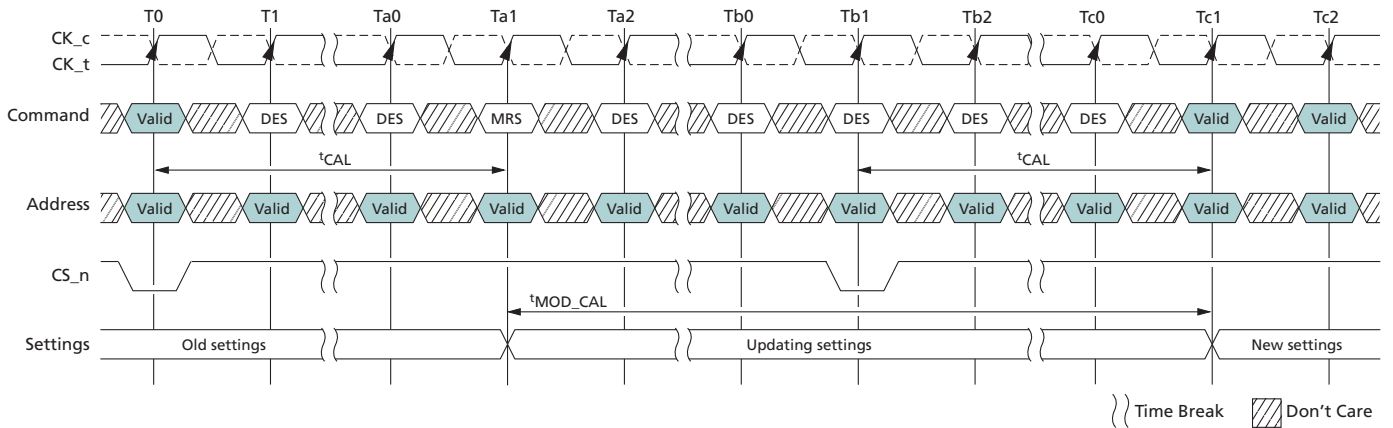 T0 T1 Ta0 Ta1 Ta2 Tb0 Tb1 Tb2 Tc0 Tc1 Tc2
CK_c
CK_t
Command Valid DES DES MRS DES DES DES DES DES Valid Valid
tCAL tCAL
Address Valid Valid Valid Valid Valid Valid Valid Valid Valid Valid Valid
CS_n
tMOD_CAL
Settings Old settings Updating settings New settings
Time Break Don't Care